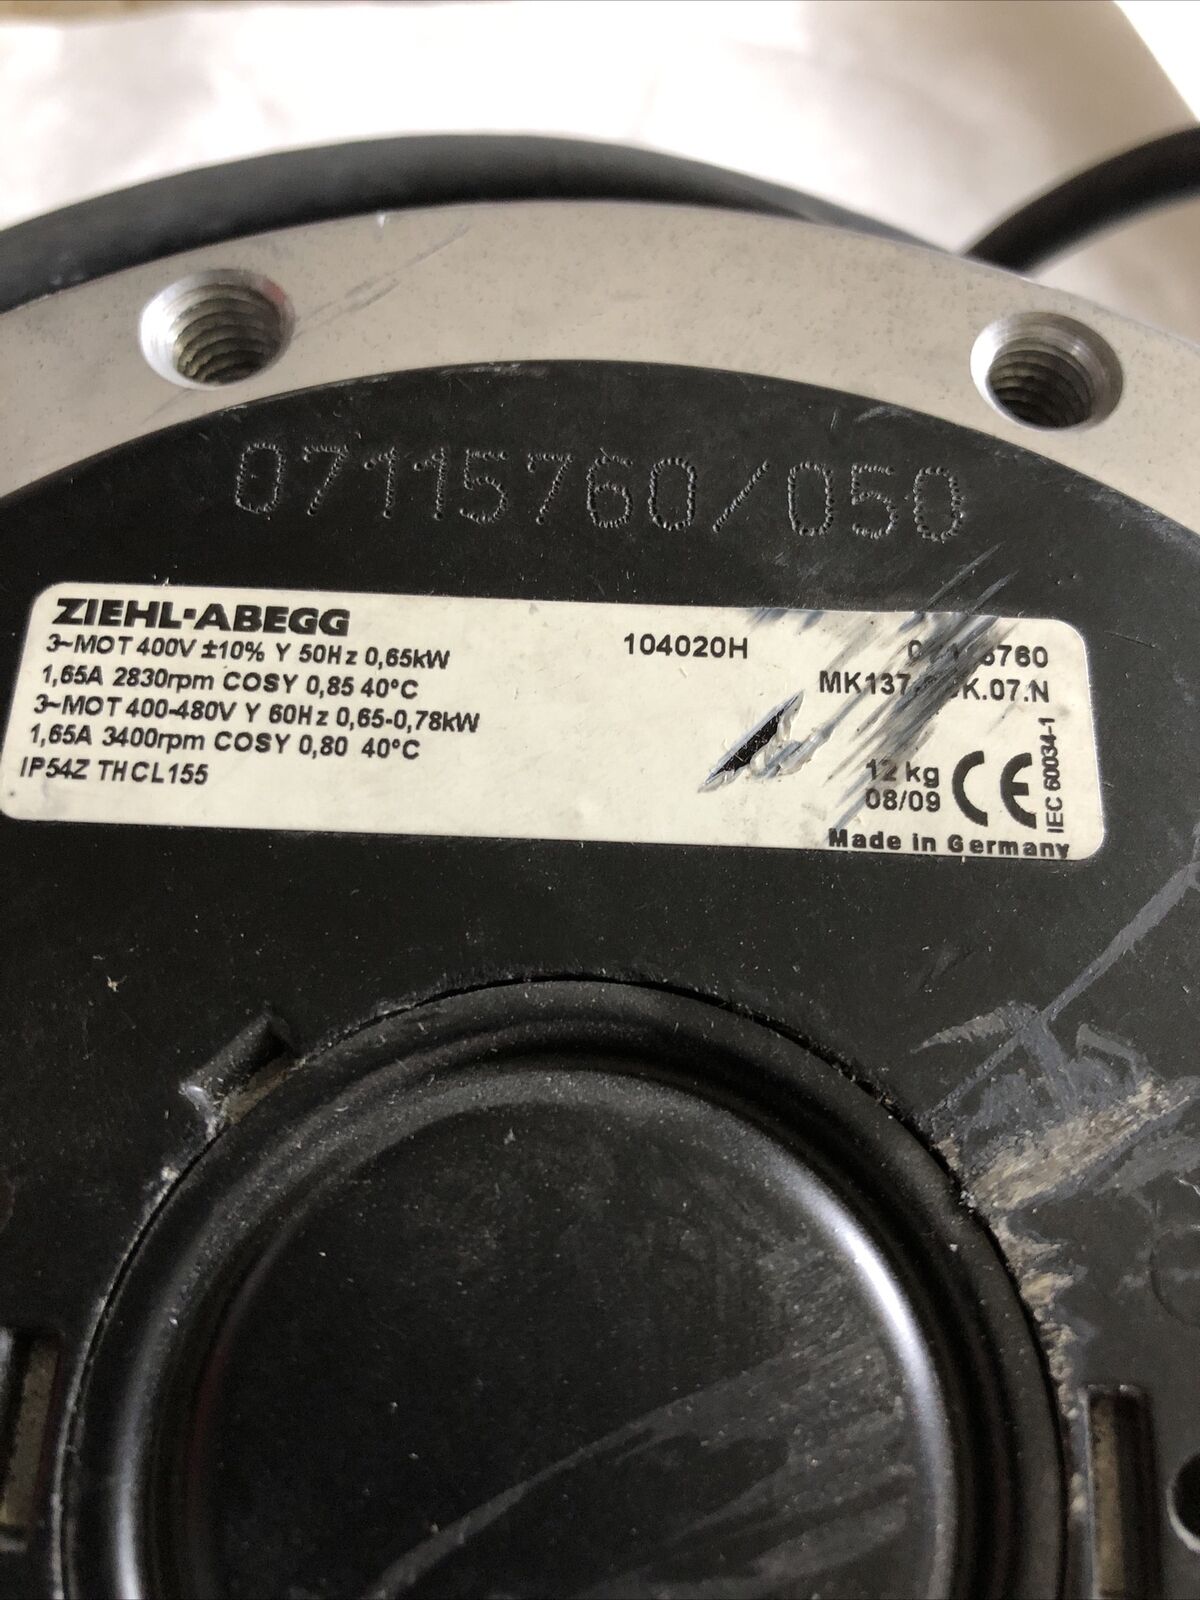 07115760/050
ZIEHL-ABEGG
3~MOT 400V ±10% Y 50Hz 0,65kW
1,65A 2830rpm COSY 0,85 40°C
3~MOT 400-480V Y 60Hz 0,65-0,78kW
1,65A 3400rpm COSY 0,80 40°C
IP54Z THCL155
104020H
12 kg
08/09
CE
IEC 60034-1
Made in Germany